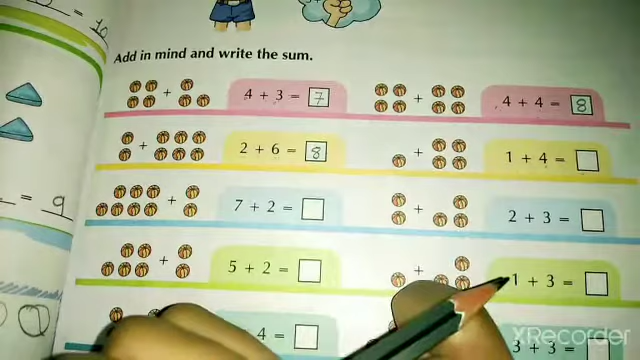 = 10
Add in mind and write the sum.
+ 4 + 3 = 7 + 4 + 4 = 8
+ 2 + 6 = 8 + 1 + 4 =
= 9
+ 7 + 2 = + 2 + 3 =
+ 5 + 2 = + 1 + 3 =
4 = 3 + 3 =
XRecorder